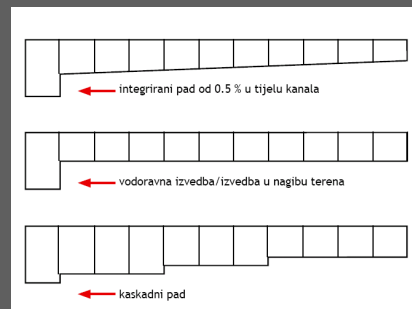 integrirani pad od 0.5 % u tijelu kanala
vodoravna izvedba/izvedba u nagibu terena
kaskadni pad